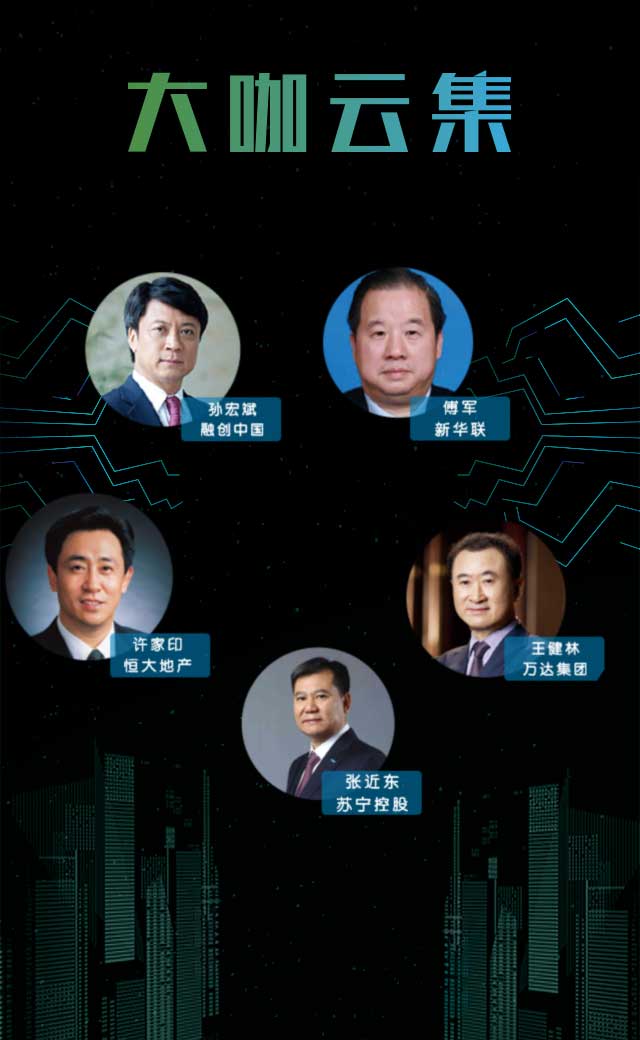 大咖云集
孙宏斌
融创中国
傅军
新华联
许家印
恒大地产
王健林
万达集团
张近东
苏宁控股